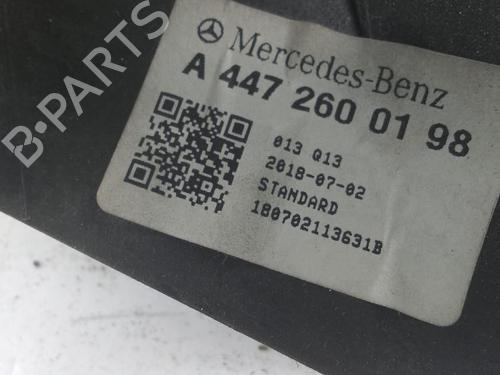 B-PARTS
Mercedes-Benz
A 447 260 01 98
013 Q13
2018-07-02
STANDARD
180702113631B